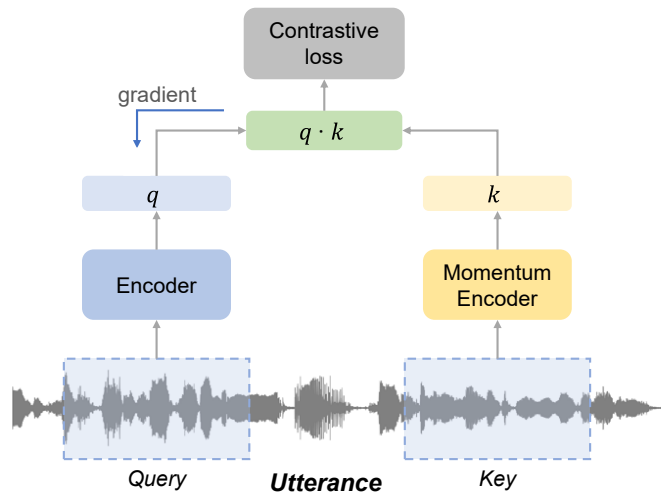 Contrastive
loss
gradient
q · k
q
k
Encoder
Momentum
Encoder
Query
Utterance
Key